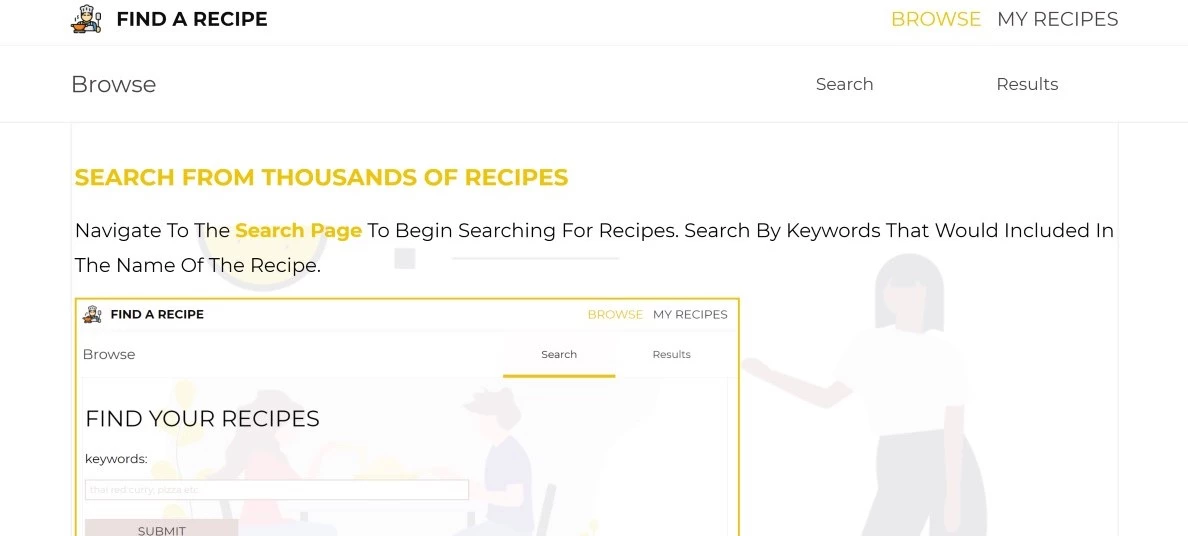 FIND A RECIPE BROWSE MY RECIPES
Browse Search Results
SEARCH FROM THOUSANDS OF RECIPES
Navigate To The Search Page To Begin Searching For Recipes. Search By Keywords That Would Included In
The Name Of The Recipe.
FIND A RECIPE BROWSE MY RECIPES
Browse Search Results
FIND YOUR RECIPES
keywords:
thai red curry, pizza etc
SUBMIT